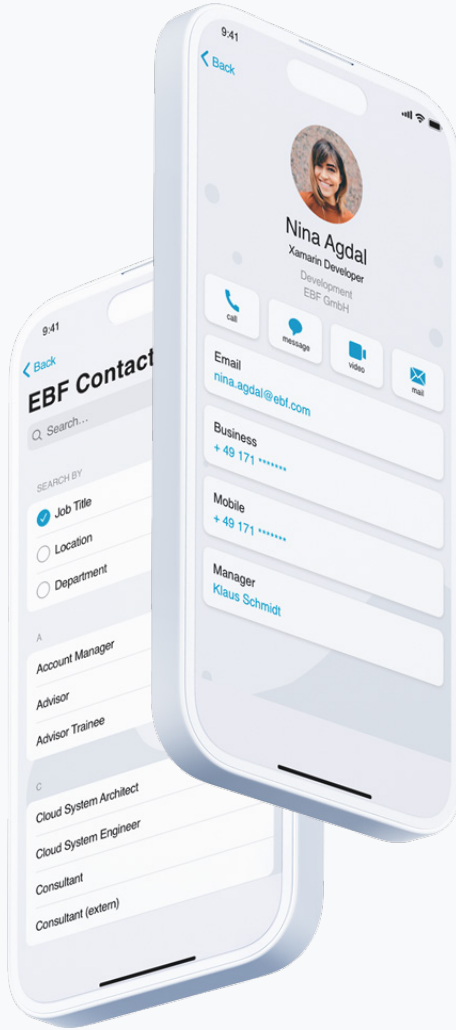 9:41
Back
Nina Agdal
Xamarin Developer
Development
EBF GmbH
call
message
video
mail
Email
nina.agdal@ebf.com
Business
+ 49 171 *******
Mobile
+ 49 171 *******
Manager
Klaus Schmidt
9:41
Back
EBF Contact
Search...
SEARCH BY
Job Title
Location
Department
A
Account Manager
Advisor
Advisor Trainee
C
Cloud System Architect
Cloud System Engineer
Consultant
Consultant (extern)